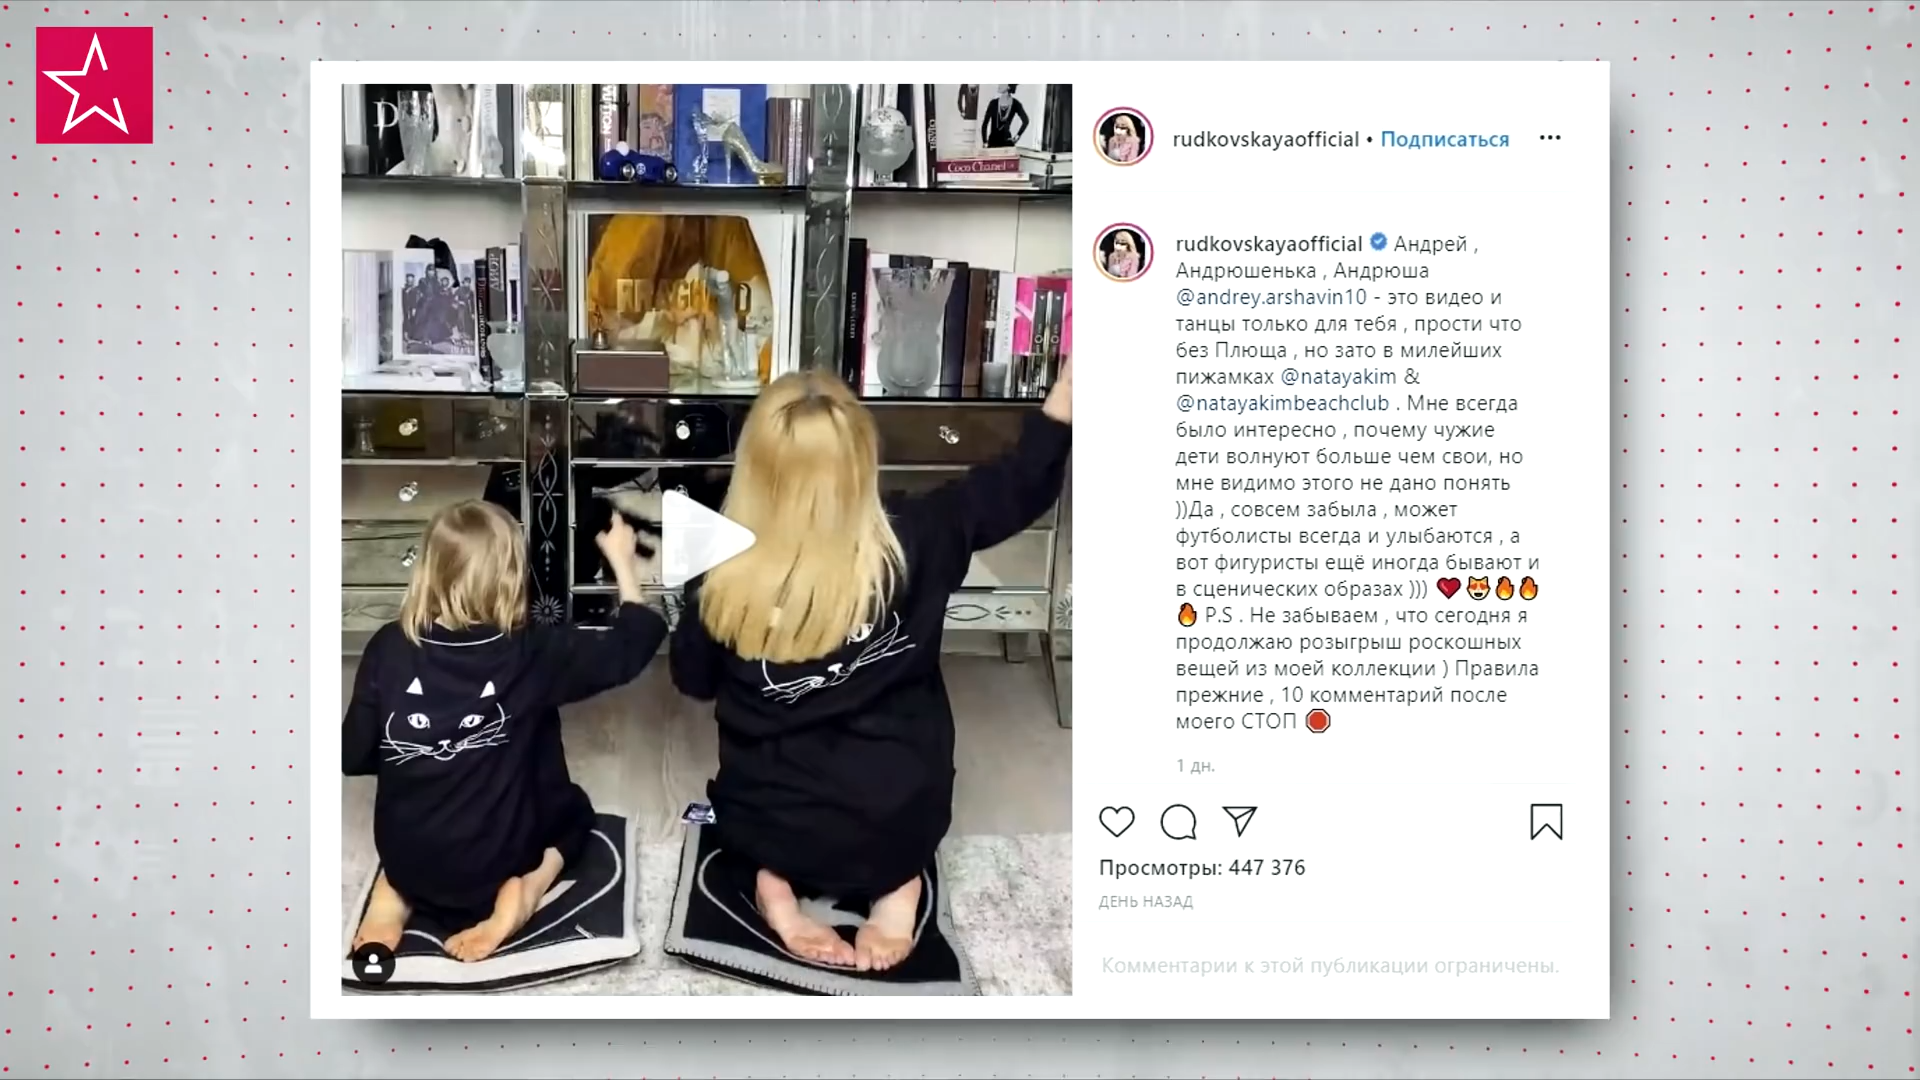 D
VUITTON
CHANEL
Coco Chanel
DIOR
rudkovskayaofficial • Подписаться
rudkovskayaofficial Андрей ,
Андрюшенька , Андрюша
@andrey.arshavin10 - это видео и
танцы только для тебя , прости что
без Плюща , но зато в милейших
пижамках @natayakim &
@natayakimbeachclub . Мне всегда
было интересно , почему чужие
дети волнуют больше чем свои, но
мне видимо этого не дано понять
))Да , совсем забыла , может
футболисты всегда и улыбаются , а
вот фигуристы ещё иногда бывают и
в сценических образах ))) ❤😻🔥🔥
🔥 P.S . Не забываем , что сегодня я
продолжаю розыгрыш роскошных
вещей из моей коллекции ) Правила
прежние , 10 комментарий после
моего СТОП 🛑
1 дн.
Просмотры: 447 376
ДЕНЬ НАЗАД
Комментарии к этой публикации ограничены.